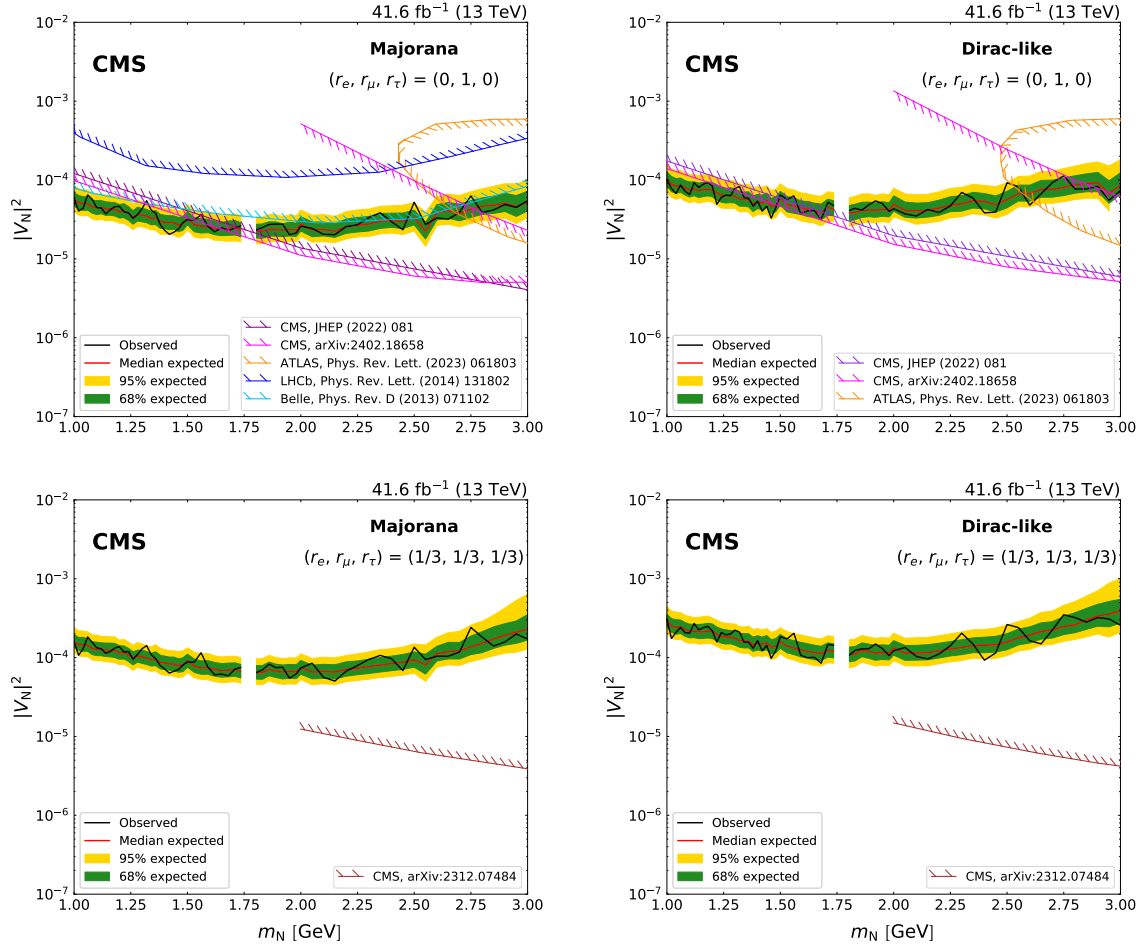 41.6 fb⁻¹ (13 TeV)
CMS
Majorana
(rₑ, r_μ, r_τ) = (0, 1, 0)
|V_N|²
10⁻²
10⁻³
10⁻⁴
10⁻⁵
10⁻⁶
10⁻⁷
Observed
Median expected
95% expected
68% expected
CMS, JHEP (2022) 081
CMS, arXiv:2402.18658
ATLAS, Phys. Rev. Lett. (2023) 061803
LHCb, Phys. Rev. Lett. (2014) 131802
Belle, Phys. Rev. D (2013) 071102
1.00 1.25 1.50 1.75 2.00 2.25 2.50 2.75 3.00
41.6 fb⁻¹ (13 TeV)
CMS
Dirac-like
(rₑ, r_μ, r_τ) = (0, 1, 0)
|V_N|²
10⁻²
10⁻³
10⁻⁴
10⁻⁵
10⁻⁶
10⁻⁷
Observed
Median expected
95% expected
68% expected
CMS, JHEP (2022) 081
CMS, arXiv:2402.18658
ATLAS, Phys. Rev. Lett. (2023) 061803
1.00 1.25 1.50 1.75 2.00 2.25 2.50 2.75 3.00
41.6 fb⁻¹ (13 TeV)
CMS
Majorana
(rₑ, r_μ, r_τ) = (1/3, 1/3, 1/3)
|V_N|²
10⁻²
10⁻³
10⁻⁴
10⁻⁵
10⁻⁶
10⁻⁷
Observed
Median expected
95% expected
68% expected
CMS, arXiv:2312.07484
1.00 1.25 1.50 1.75 2.00 2.25 2.50 2.75 3.00
m_N [GeV]
41.6 fb⁻¹ (13 TeV)
CMS
Dirac-like
(rₑ, r_μ, r_τ) = (1/3, 1/3, 1/3)
|V_N|²
10⁻²
10⁻³
10⁻⁴
10⁻⁵
10⁻⁶
10⁻⁷
Observed
Median expected
95% expected
68% expected
CMS, arXiv:2312.07484
1.00 1.25 1.50 1.75 2.00 2.25 2.50 2.75 3.00
m_N [GeV]